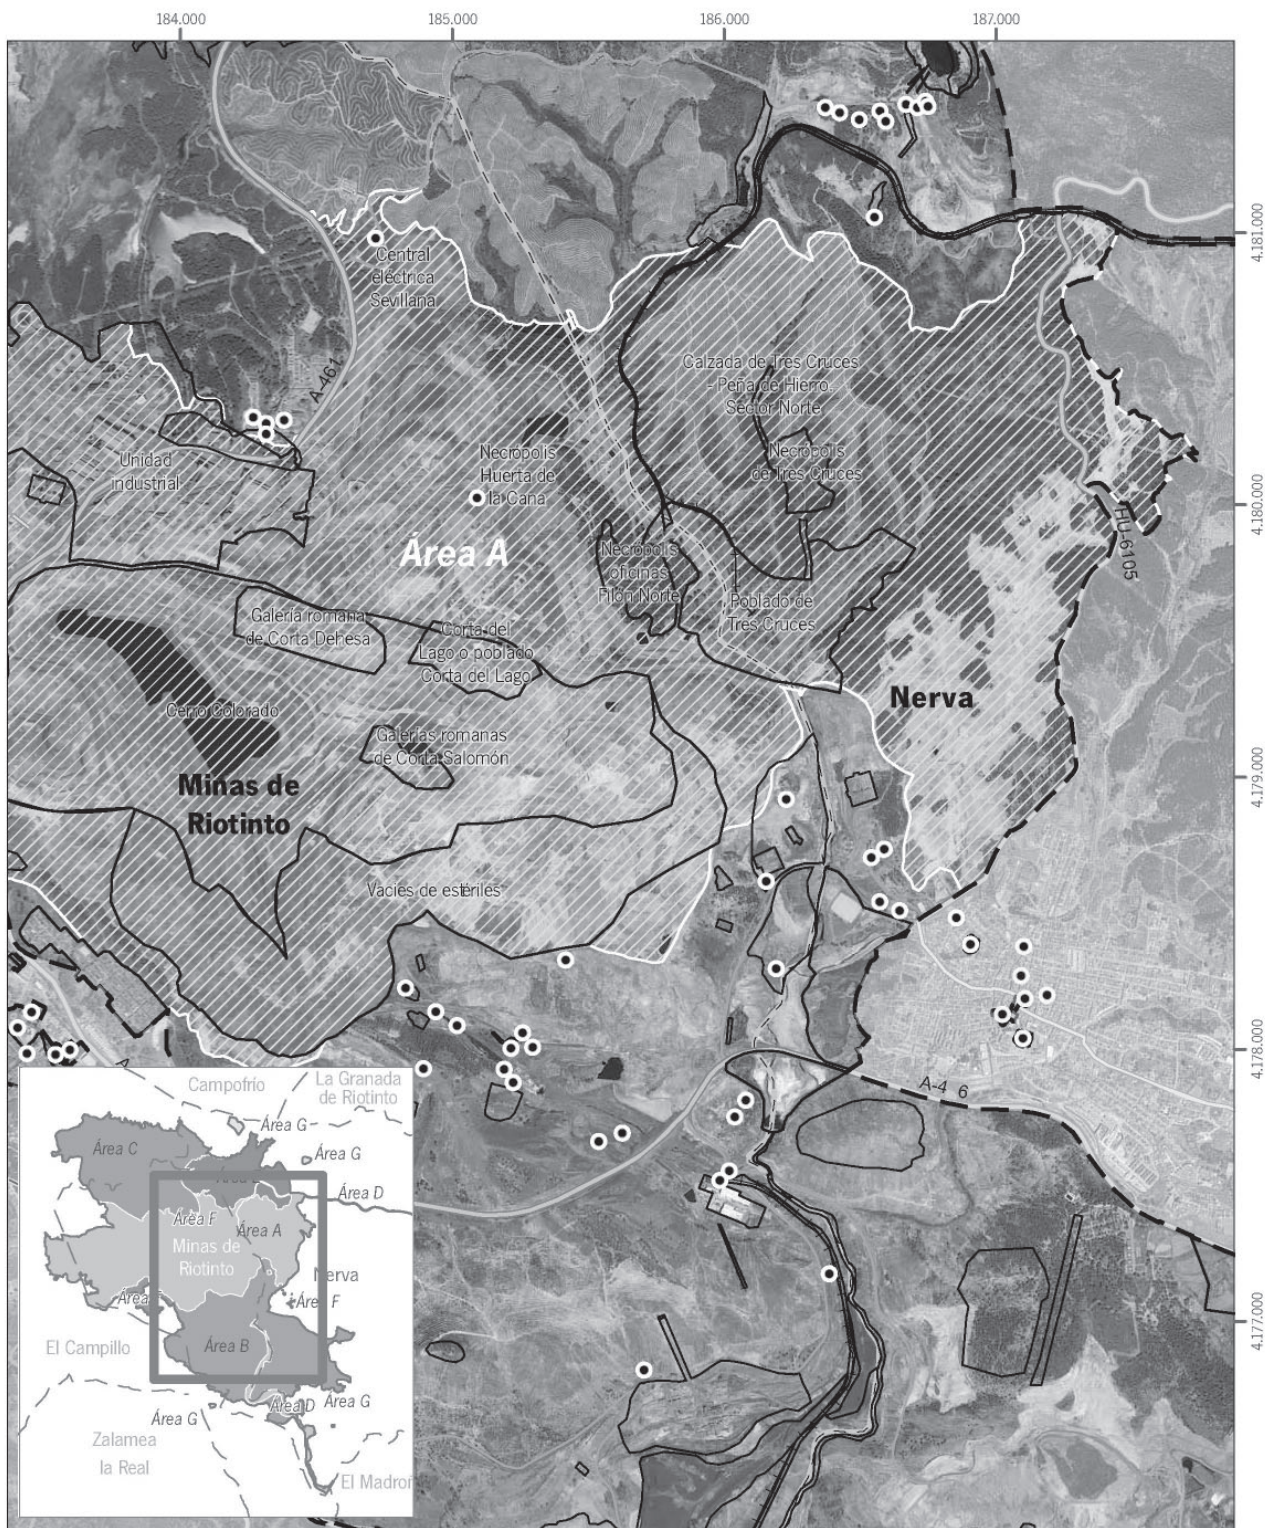 184.000
185.000
186.000
187.000
4.181.000
4.180.000
4.179.000
4.178.000
4.177.000
Central
eléctrica
Sevillana
A-461
Calzada de Tres Cruces
- Peña de Hierro.
Sector Norte
Necrópolis
de Tres Cruces
Unidad
industrial
Necrópolis
Huerta de
la Cana
HU-6105
Área A
Necrópolis
oficinas
Filón Norte
Poblado de
Tres Cruces
Galería romana
de Corta Dehesa
Corta del
Lago o poblado
Corta del Lago
Nerva
Cerro Colorado
Galerías romanas
de Corta Salomón
Minas de
Riotinto
Vacíes de estériles
A-4 6
Campofrío
La Granada
de Riotinto
Área G
Área C
Área G
Área D
Área F
Área A
Minas de
Riotinto
Nerva
Área F
El Campillo
Área B
Área G
Área D
Área G
Zalamea
la Real
El Madroñ